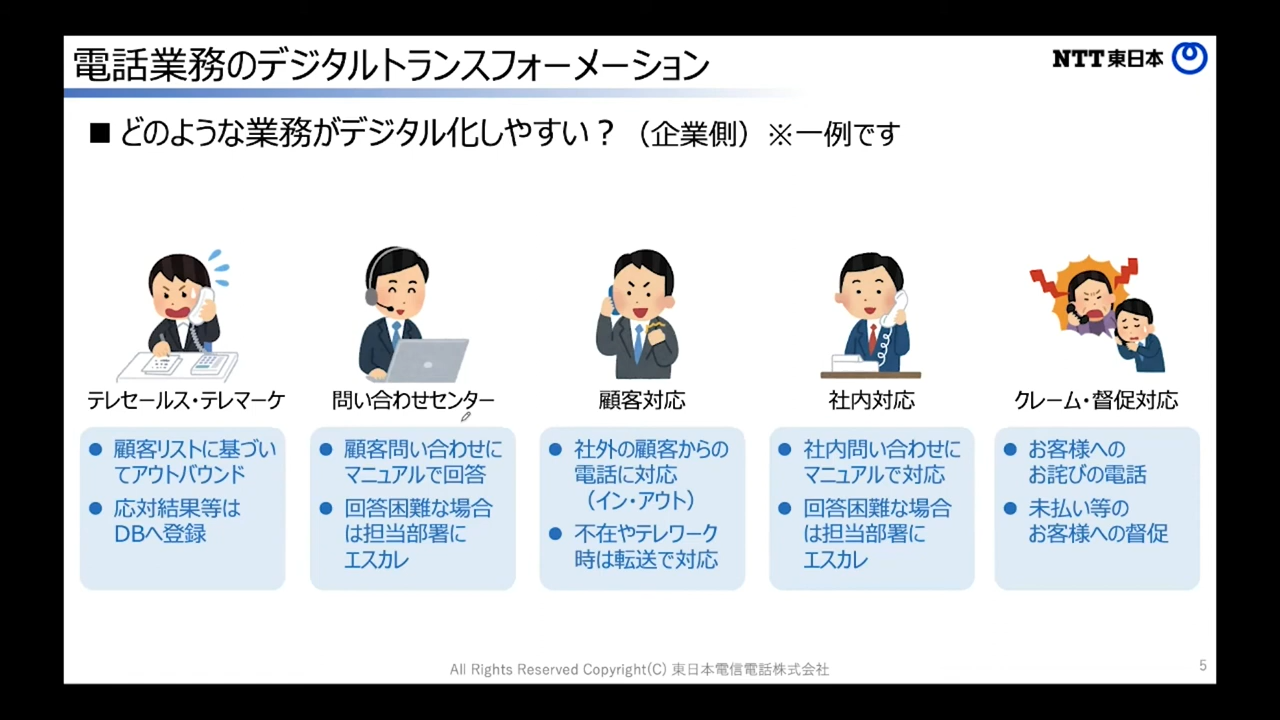 電話業務のデジタルトランスフォーメーション
NTT東日本
■ どのような業務がデジタル化しやすい？（企業側）※一例です
テレセールス・テレマーケ
● 顧客リストに基づい
てアウトバウンド
● 応対結果等は
DBへ登録
問い合わせセンター
● 顧客問い合わせに
マニュアルで回答
● 回答困難な場合
は担当部署に
エスカレ
顧客対応
● 社外の顧客からの
電話に対応
（イン・アウト）
● 不在やテレワーク
時は転送で対応
社内対応
● 社内問い合わせに
マニュアルで対応
● 回答困難な場合
は担当部署に
エスカレ
クレーム・督促対応
● お客様への
お詫びの電話
● 未払い等の
お客様への督促
All Rights Reserved Copyright(C) 東日本電信電話株式会社
5